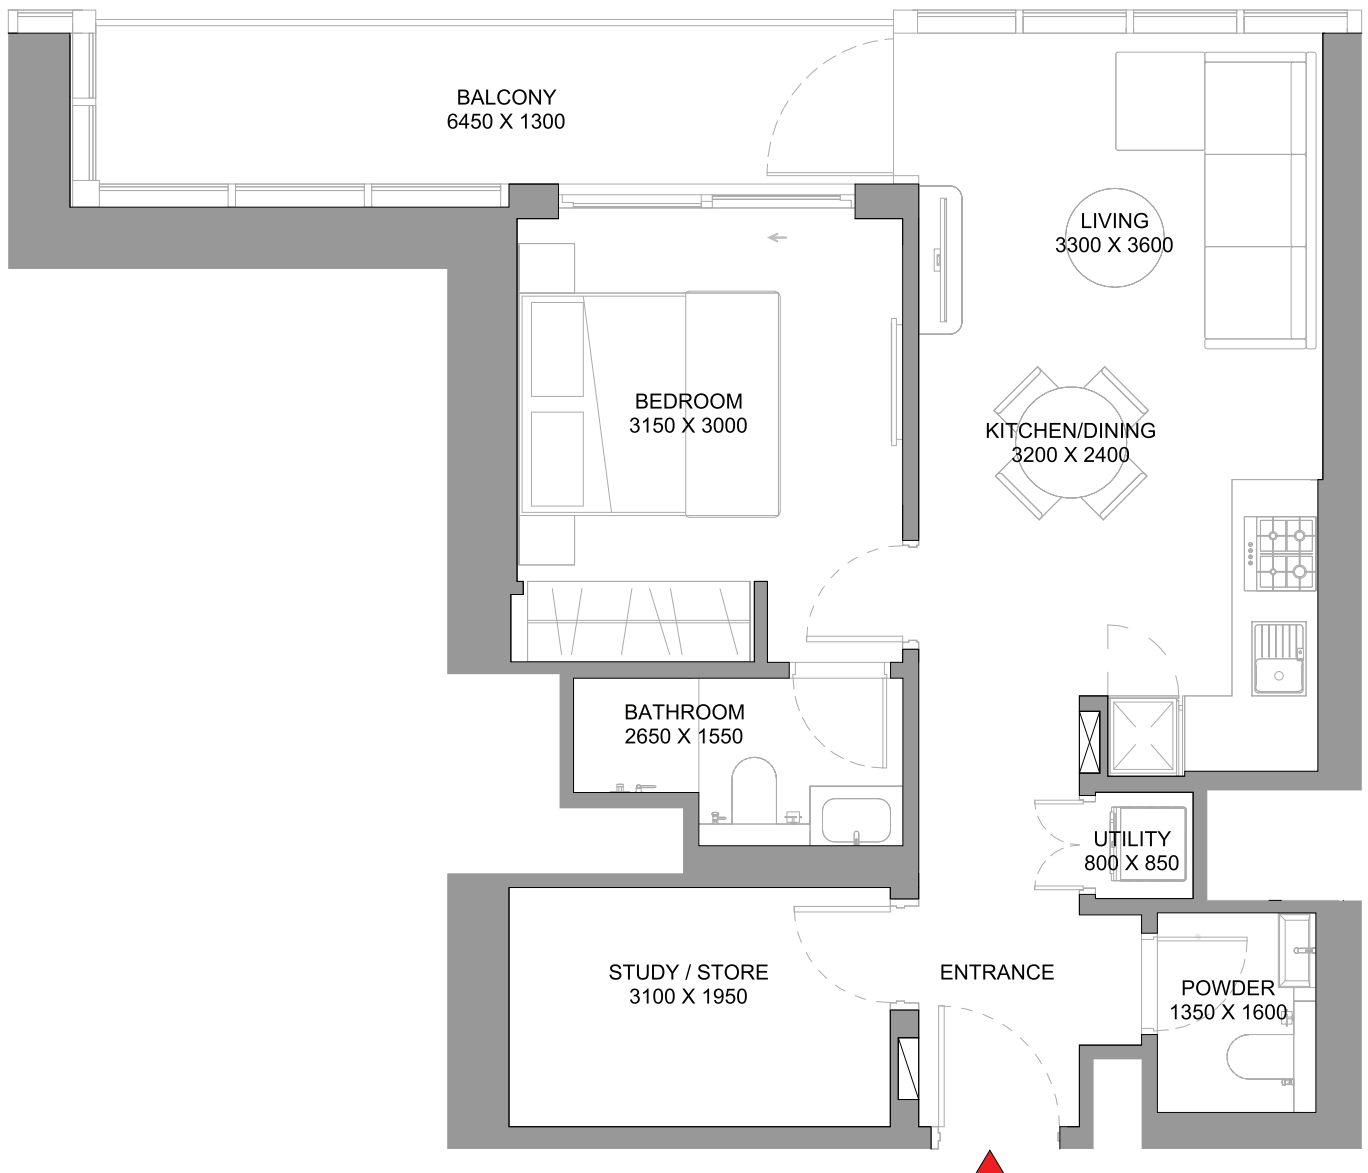 BALCONY
6450 X 1300
LIVING
3300 X 3600
BEDROOM
3150 X 3000
KITCHEN/DINING
3200 X 2400
BATHROOM
2650 X 1550
UTILITY
800 X 850
STUDY / STORE
3100 X 1950
ENTRANCE
POWDER
1350 X 1600